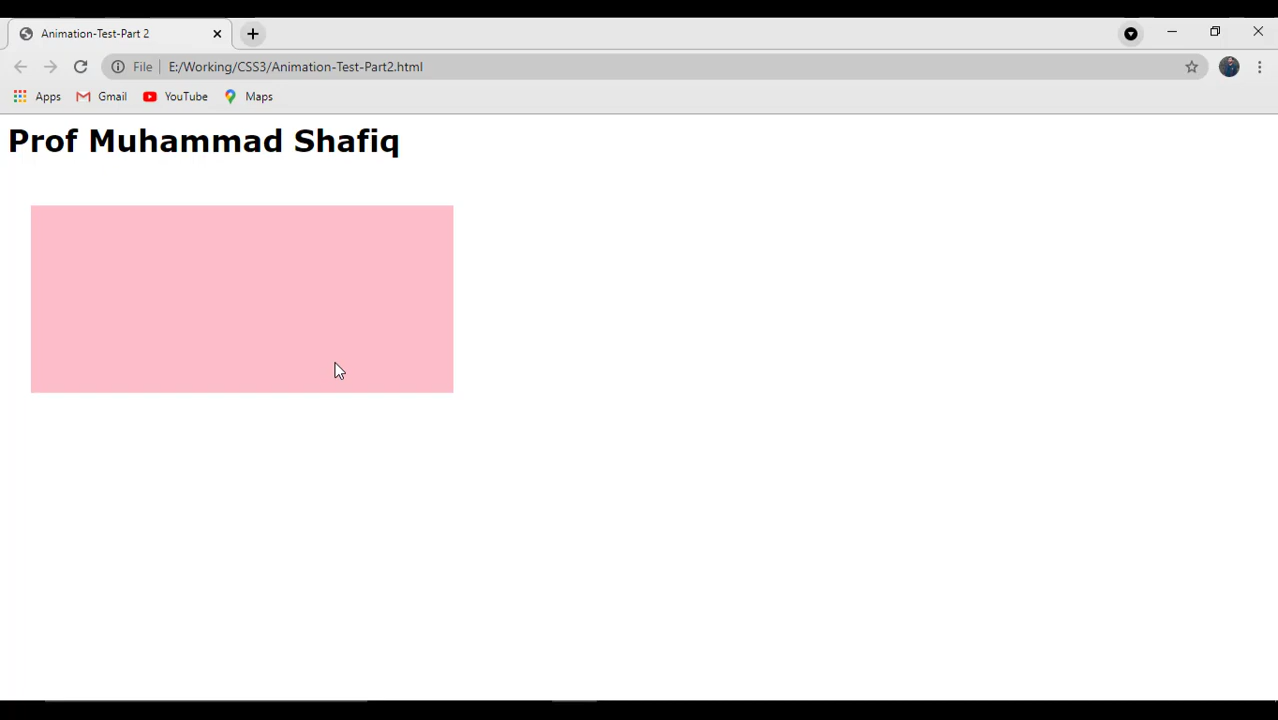 Animation-Test-Part 2
File E:/Working/CSS3/Animation-Test-Part2.html
Apps Gmail YouTube Maps
Prof Muhammad Shafiq